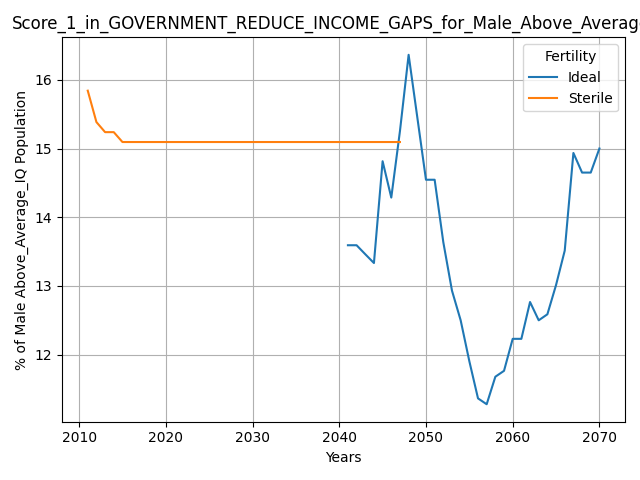 Score_1_in_GOVERNMENT_REDUCE_INCOME_GAPS_for_Male_Above_Average
Fertility
Ideal
Sterile
% of Male Above_Average_IQ Population
16
15
14
13
12
2010 2020 2030 2040 2050 2060 2070
Years